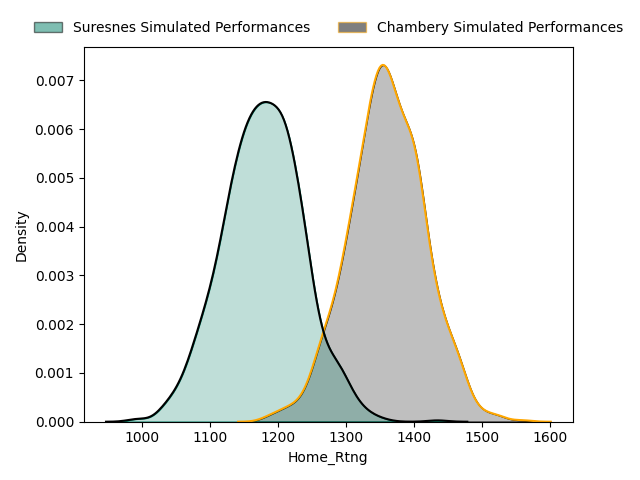 Suresnes Simulated Performances Chambery Simulated Performances
0.007
0.006
0.005
0.004
0.003
0.002
0.001
0.000
Density
1000 1100 1200 1300 1400 1500 1600
Home_Rtng